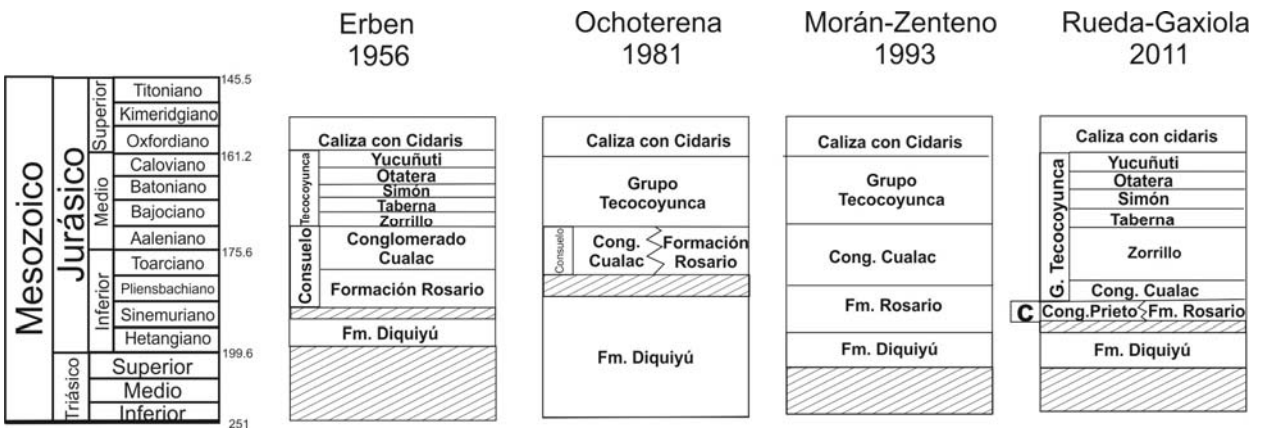 Erben
1956
Ochoterena
1981
Morán-Zenteno
1993
Rueda-Gaxiola
2011
Mesozoico
Jurásico
Superior
Titoniano
Kimeridgiano
Oxfordiano
Medio
Caloviano
Batoniano
Bajociano
Aaleniano
Inferior
Toarciano
Pliensbachiano
Sinemuriano
Hetangiano
Triásico
Superior
Medio
Inferior
145.5
161.2
175.6
199.6
251
Caliza con Cidaris
Tecocoyunca
Yucuñuti
Otatera
Simón
Taberna
Zorrillo
Consuelo
Conglomerado
Cualac
Formación Rosario
Fm. Diquiyú
Caliza con Cidaris
Grupo
Tecocoyunca
Consuelo
Cong.
Cualac
Formación
Rosario
Fm. Diquiyú
Caliza con Cidaris
Grupo
Tecocoyunca
Cong. Cualac
Fm. Rosario
Fm. Diquiyú
Caliza con cidaris
G. Tecocoyunca
Yucuñuti
Otatera
Simón
Taberna
Zorrillo
Cong. Cualac
C
Cong.Prieto
Fm. Rosario
Fm. Diquiyú